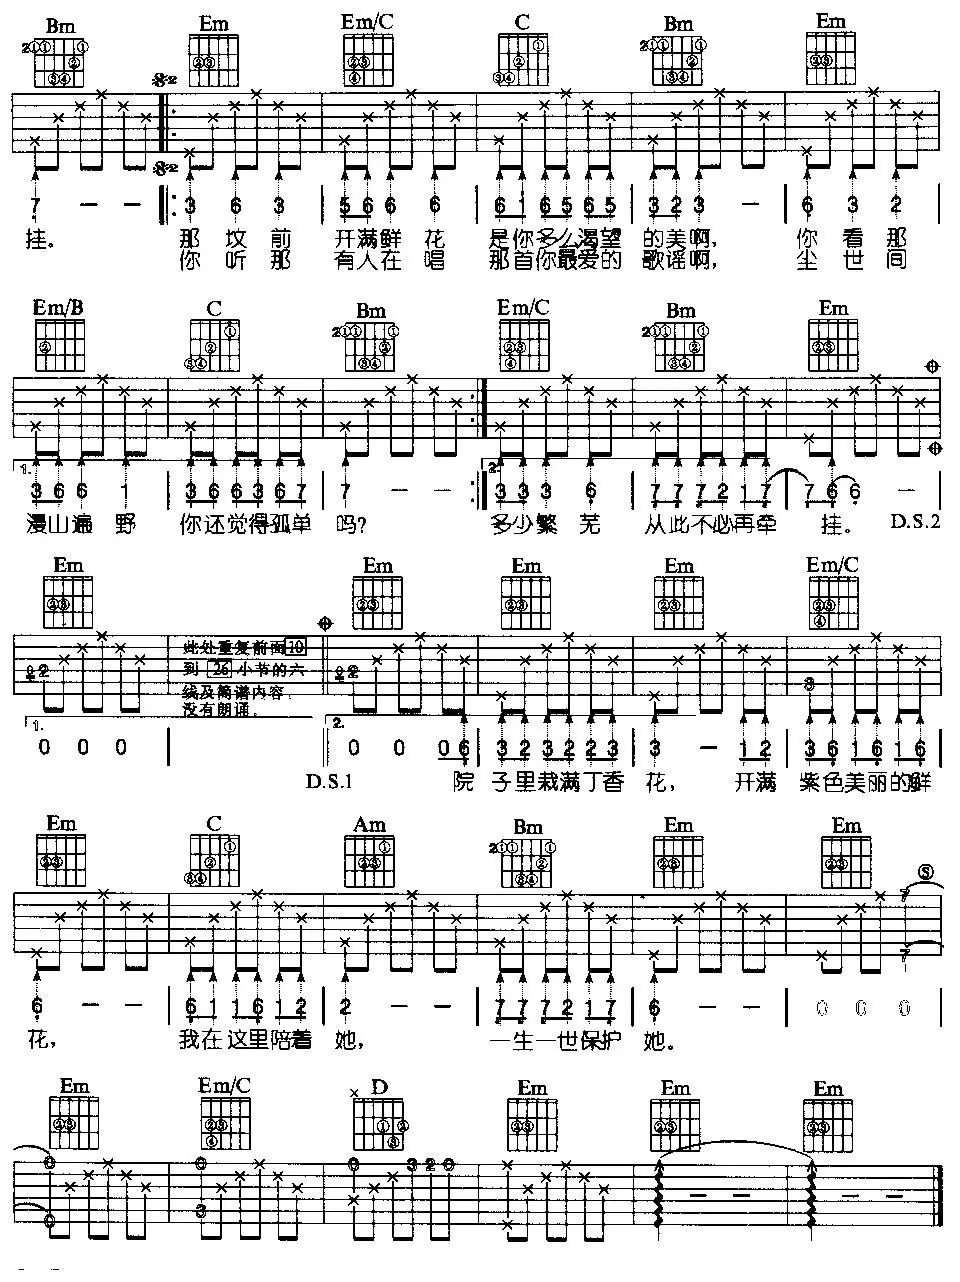 Bm Em Em/C C Bm Em
7 — — 3 6 3 5 6 6 6 6 1 6 5 6 5 3 2 3 — 6 3 2
挂。 那 坟 前 开满鲜 花 是你多么渴望 的美啊, 你 看 那
你 听 那 有人在 唱 那首你最爱的 歌谣啊, 尘 世 间
Em/B C Bm Em/C Bm Em
1. 3 6 6 1 3 6 6 3 6 7 7 — — 2. 3 3 3 6 7 7 7 2 1 7 7 6 6 —
漫山遍 野 你还觉得孤单 吗? 多少繁 芜 从此不必再牵 挂。 D.S.2
Em Em Em Em Em/C
此处重复前面 10
到 26 小节的六
线及简谱内容.
没有朗诵.
1. 0 0 0 2. 0 0 0 6 3 2 3 2 2 3 3 — 1 2 3 6 1 6 1 6
D.S.1 院 子里栽满丁香 花, 开满 紫色美丽的鲜
Em C Am Bm Em Em
6 — — 6 1 1 6 1 2 2 — — 7 7 7 2 1 7 6 — — 0 0 0
花, 我在这里陪着 她, 一生一世保护 她。
Em Em/C D Em Em Em